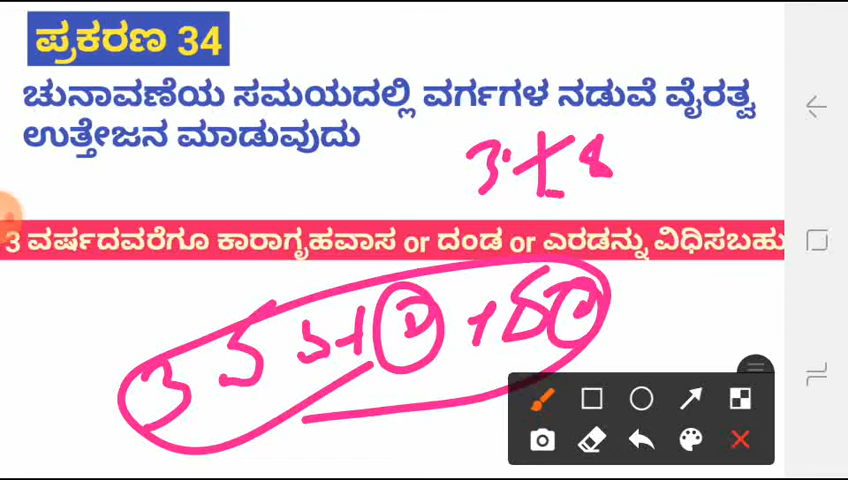 ಪ್ರಕರಣ 34
ಚುನಾವಣೆಯ ಸಮಯದಲ್ಲಿ ವರ್ಗಗಳ ನಡುವೆ ವೈರತ್ವ
ಉತ್ತೇಜನ ಮಾಡುವುದು
3 ವರ್ಷದವರೆಗೂ ಕಾರಾಗೃಹವಾಸ or ದಂಡ or ಎರಡನ್ನು ವಿಧಿಸಬಹು